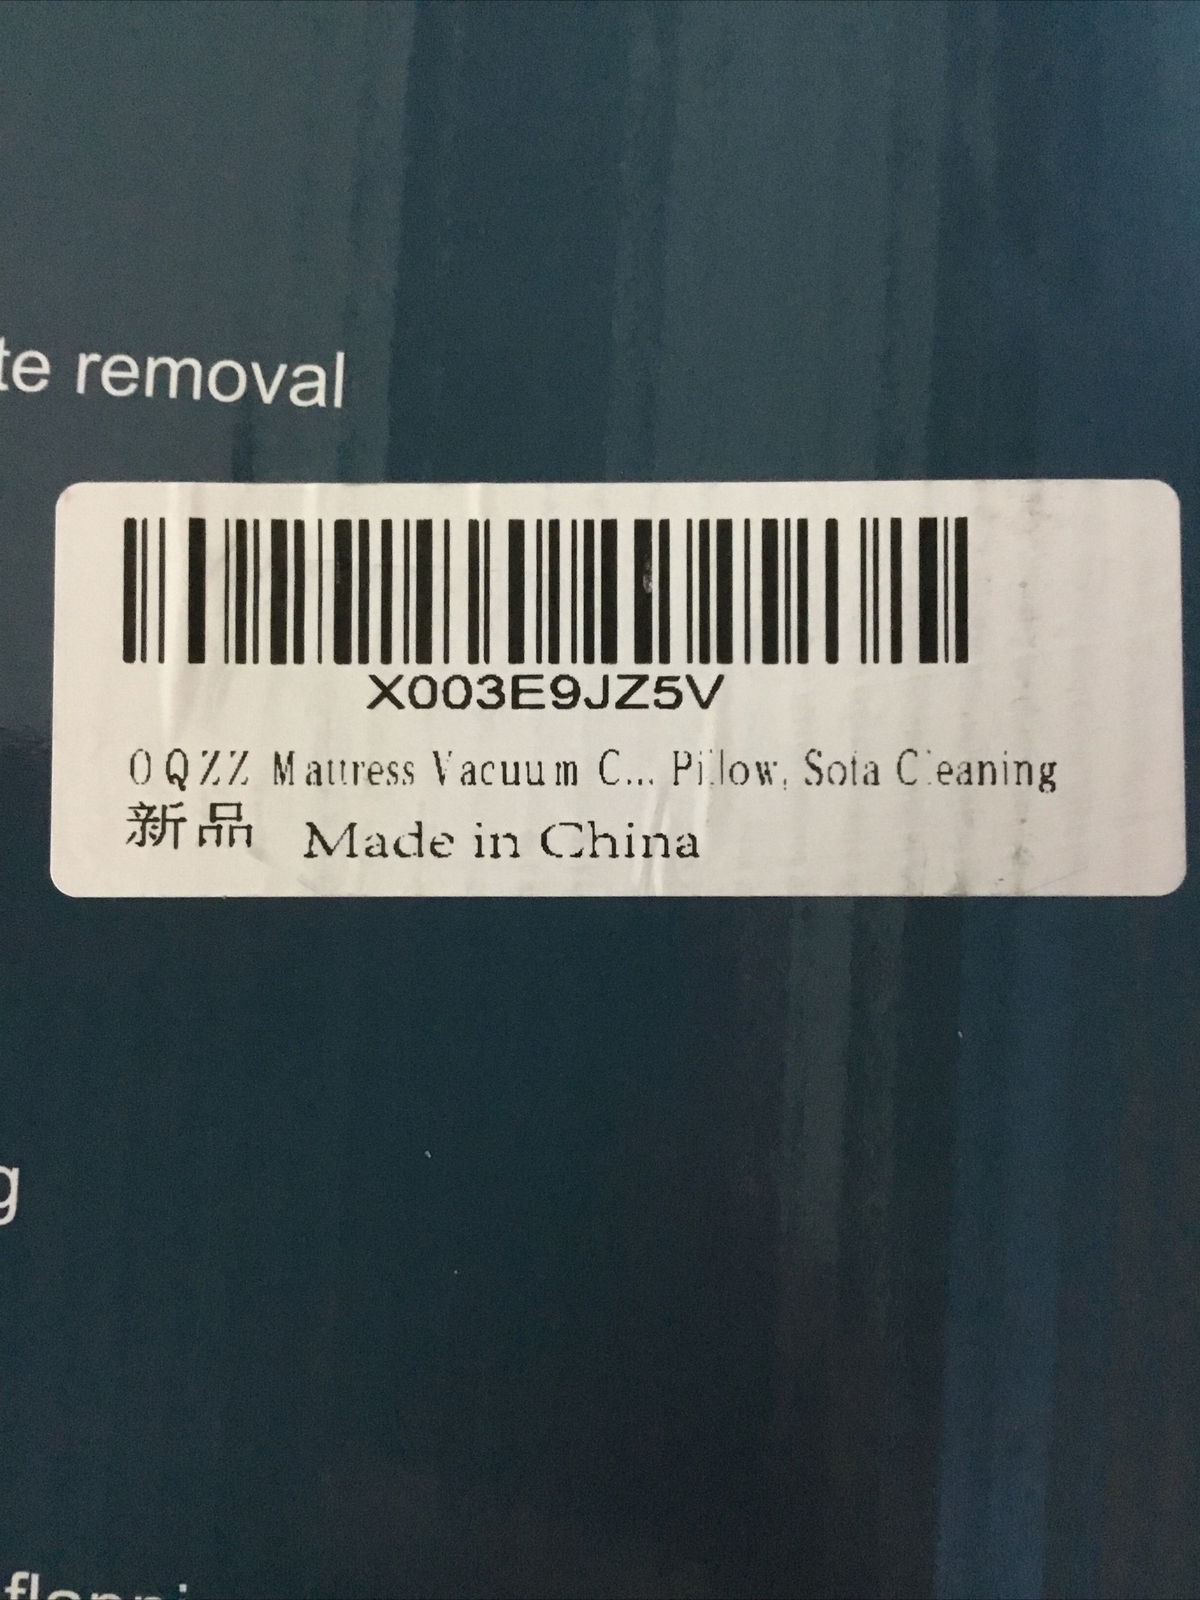 te removal
X003E9JZ5V
OQZZ Mattress Vacuum C... Pillow, Sofa Cleaning
新品 Made in China
g